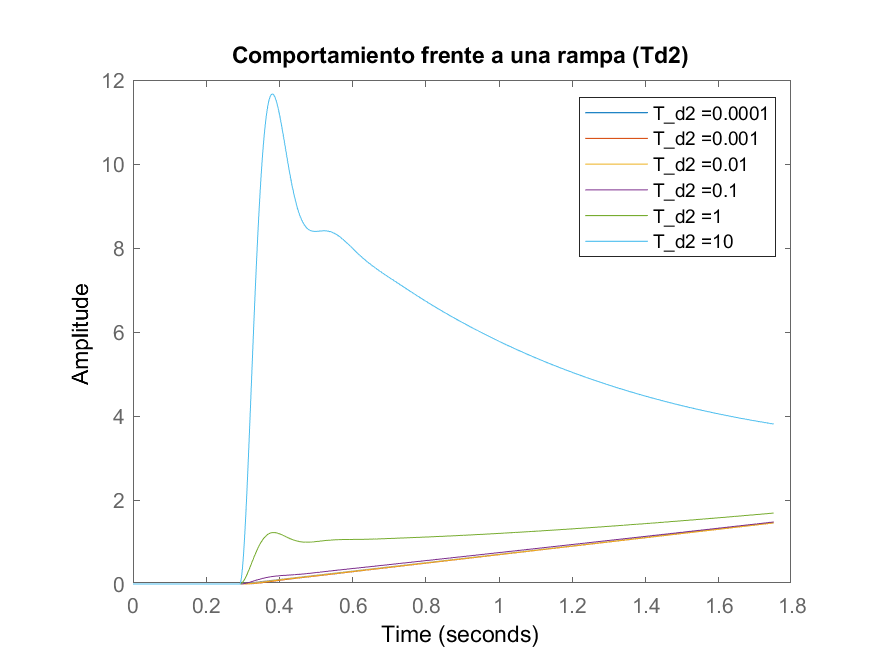 Comportamiento frente a una rampa (Td2)
12
10
8
6
4
2
0
Amplitude
0 0.2 0.4 0.6 0.8 1 1.2 1.4 1.6 1.8
Time (seconds)
T_d2 =0.0001
T_d2 =0.001
T_d2 =0.01
T_d2 =0.1
T_d2 =1
T_d2 =10